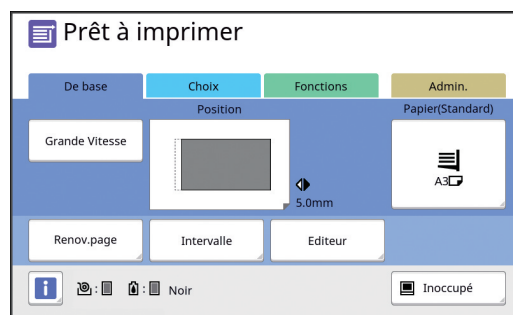 Prêt à imprimer
De base
Choix
Fonctions
Admin.
Position
Papier(Standard)
Grande Vitesse
A3
5.0mm
Renov.page
Intervalle
Editeur
i
: : Noir
Inoccupé